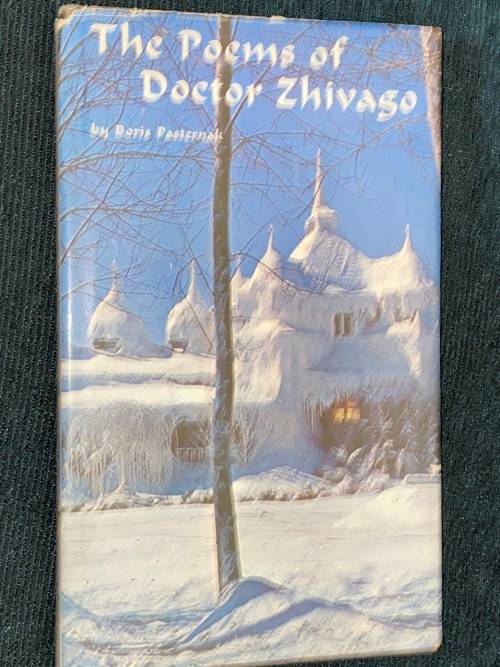 The Poems of
Doctor Zhivago
by Boris Pasternak